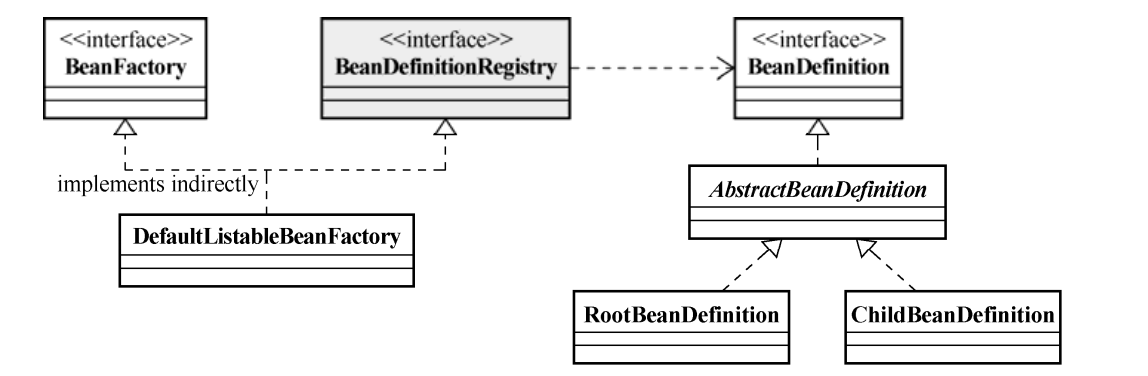 <<interface>>
BeanFactory
<<interface>>
BeanDefinitionRegistry
<<interface>>
BeanDefinition
implements indirectly
AbstractBeanDefinition
DefaultListableBeanFactory
RootBeanDefinition
ChildBeanDefinition